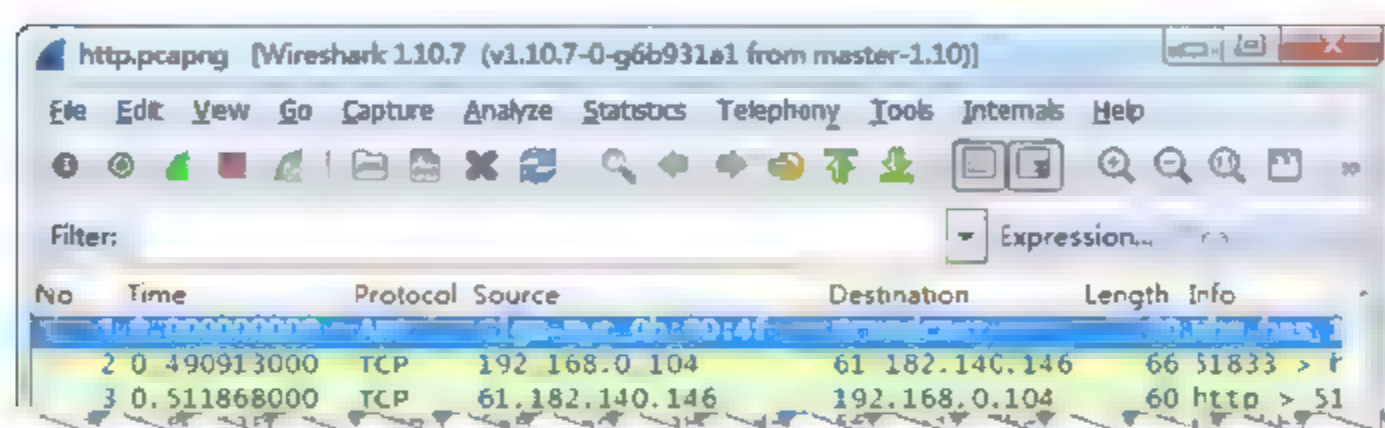 http.pcapng [Wireshark 1.10.7 (v1.10.7-0-g6b931a1 from master-1.10)]
File Edit View Go Capture Analyze Statistics Telephony Tools Internals Help
Filter: Expression...
No Time Protocol Source Destination Length Info
2 0 490913000 TCP 192 168.0 104 61 182.140.146 66 51833 >
3 0.511868000 TCP 61.182.140.146 192.168.0.104 60 http > 51